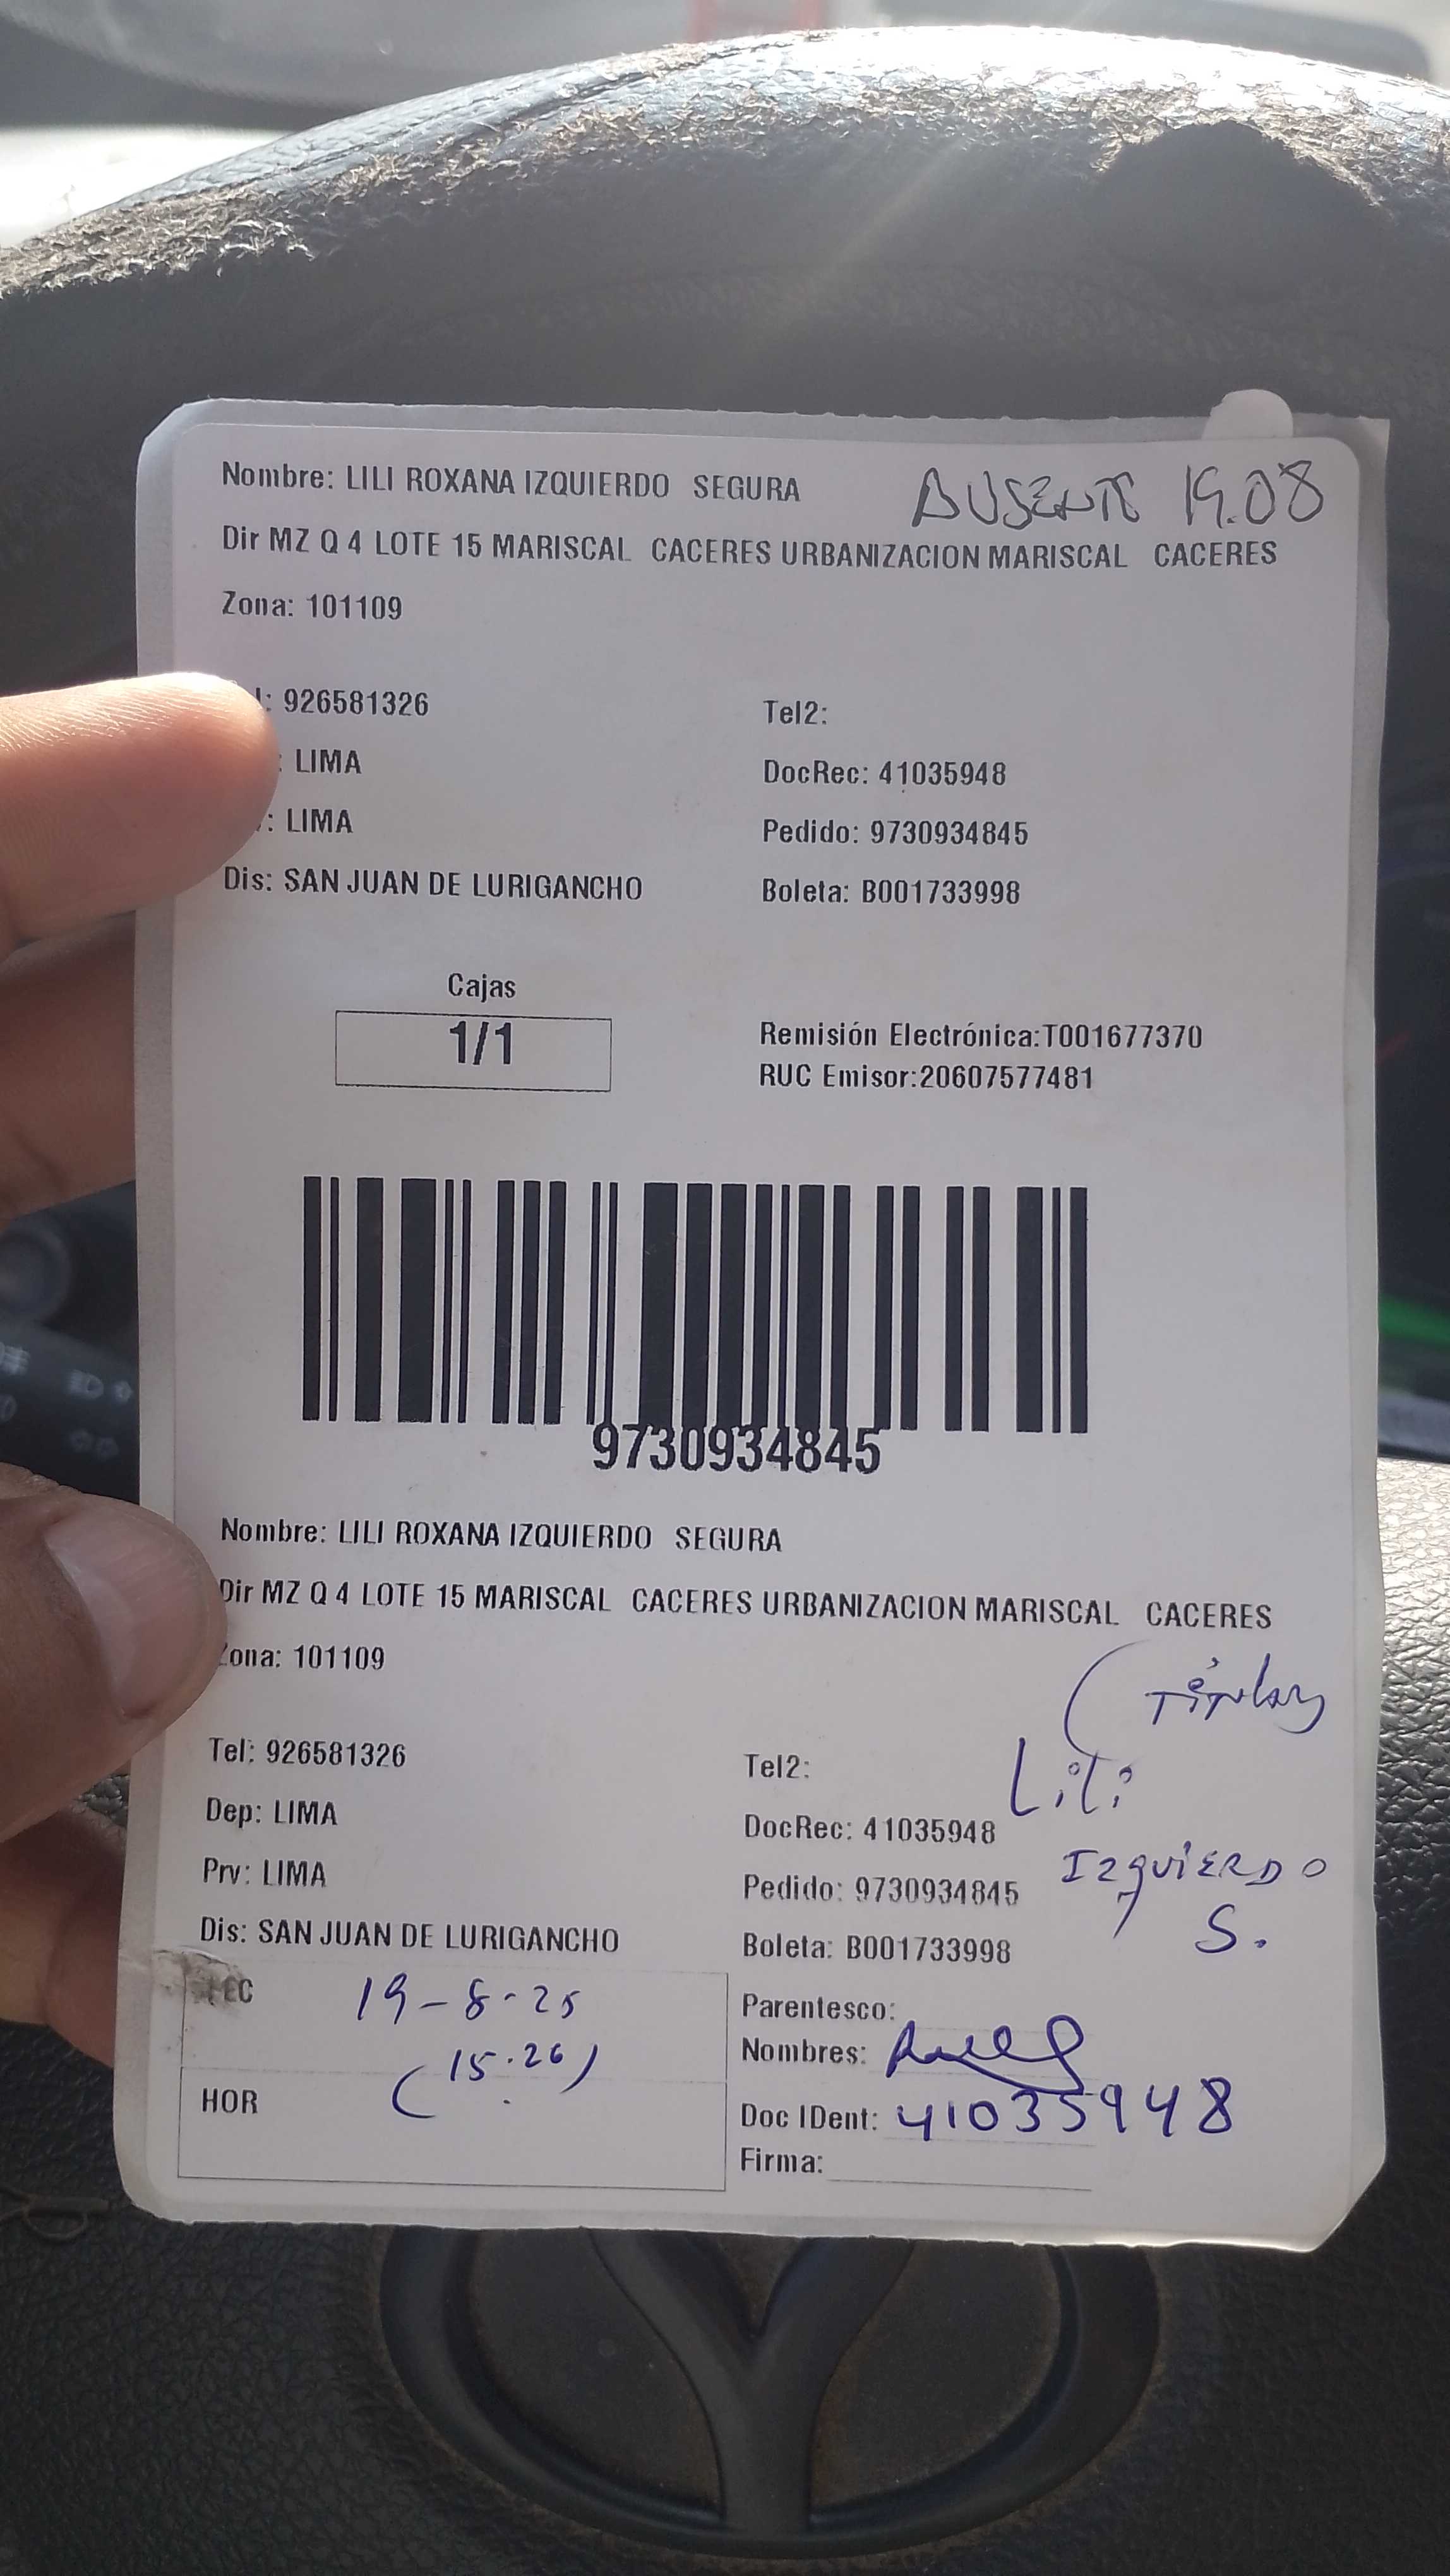 Nombre: LILI ROXANA IZQUIERDO SEGURA
AUSENTE 19.08
Dir MZ Q 4 LOTE 15 MARISCAL CACERES URBANIZACION MARISCAL CACERES
Zona: 101109
: 926581326
Tel2:
: LIMA
DocRec: 41035948
: LIMA
Pedido: 9730934845
Dis: SAN JUAN DE LURIGANCHO
Boleta: B001733998
Cajas
1/1
Remisión Electrónica:T001677370
RUC Emisor:20607577481
9730934845
Nombre: LILI ROXANA IZQUIERDO SEGURA
Dir MZ Q 4 LOTE 15 MARISCAL CACERES URBANIZACION MARISCAL CACERES
Zona: 101109
(Titular)
Tel: 926581326
Tel2:
Lili
Dep: LIMA
DocRec: 41035948
IzquiERDO
Prv: LIMA
Pedido: 9730934845
S.
Dis: SAN JUAN DE LURIGANCHO
Boleta: B001733998
FEC 19-8-25
(15.26)
HOR
Parentesco:
Nombres:
Doc IDent: 41035948
Firma: